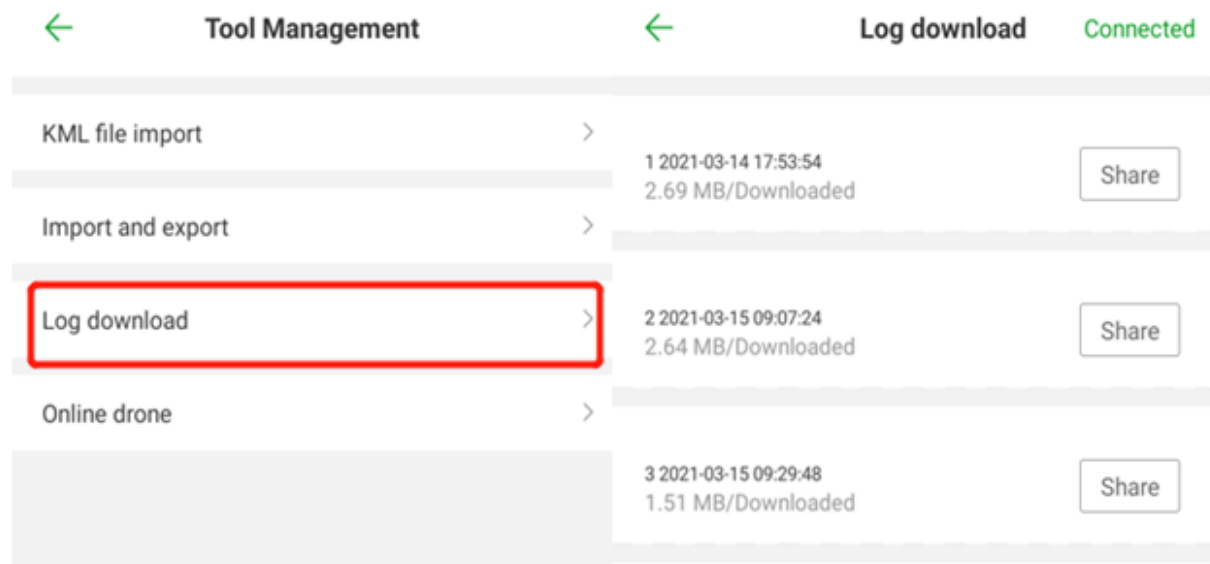 Tool Management
KML file import
Import and export
Log download
Online drone
Log download
Connected
1 2021-03-14 17:53:54
2.69 MB/Downloaded
Share
2 2021-03-15 09:07:24
2.64 MB/Downloaded
Share
3 2021-03-15 09:29:48
1.51 MB/Downloaded
Share